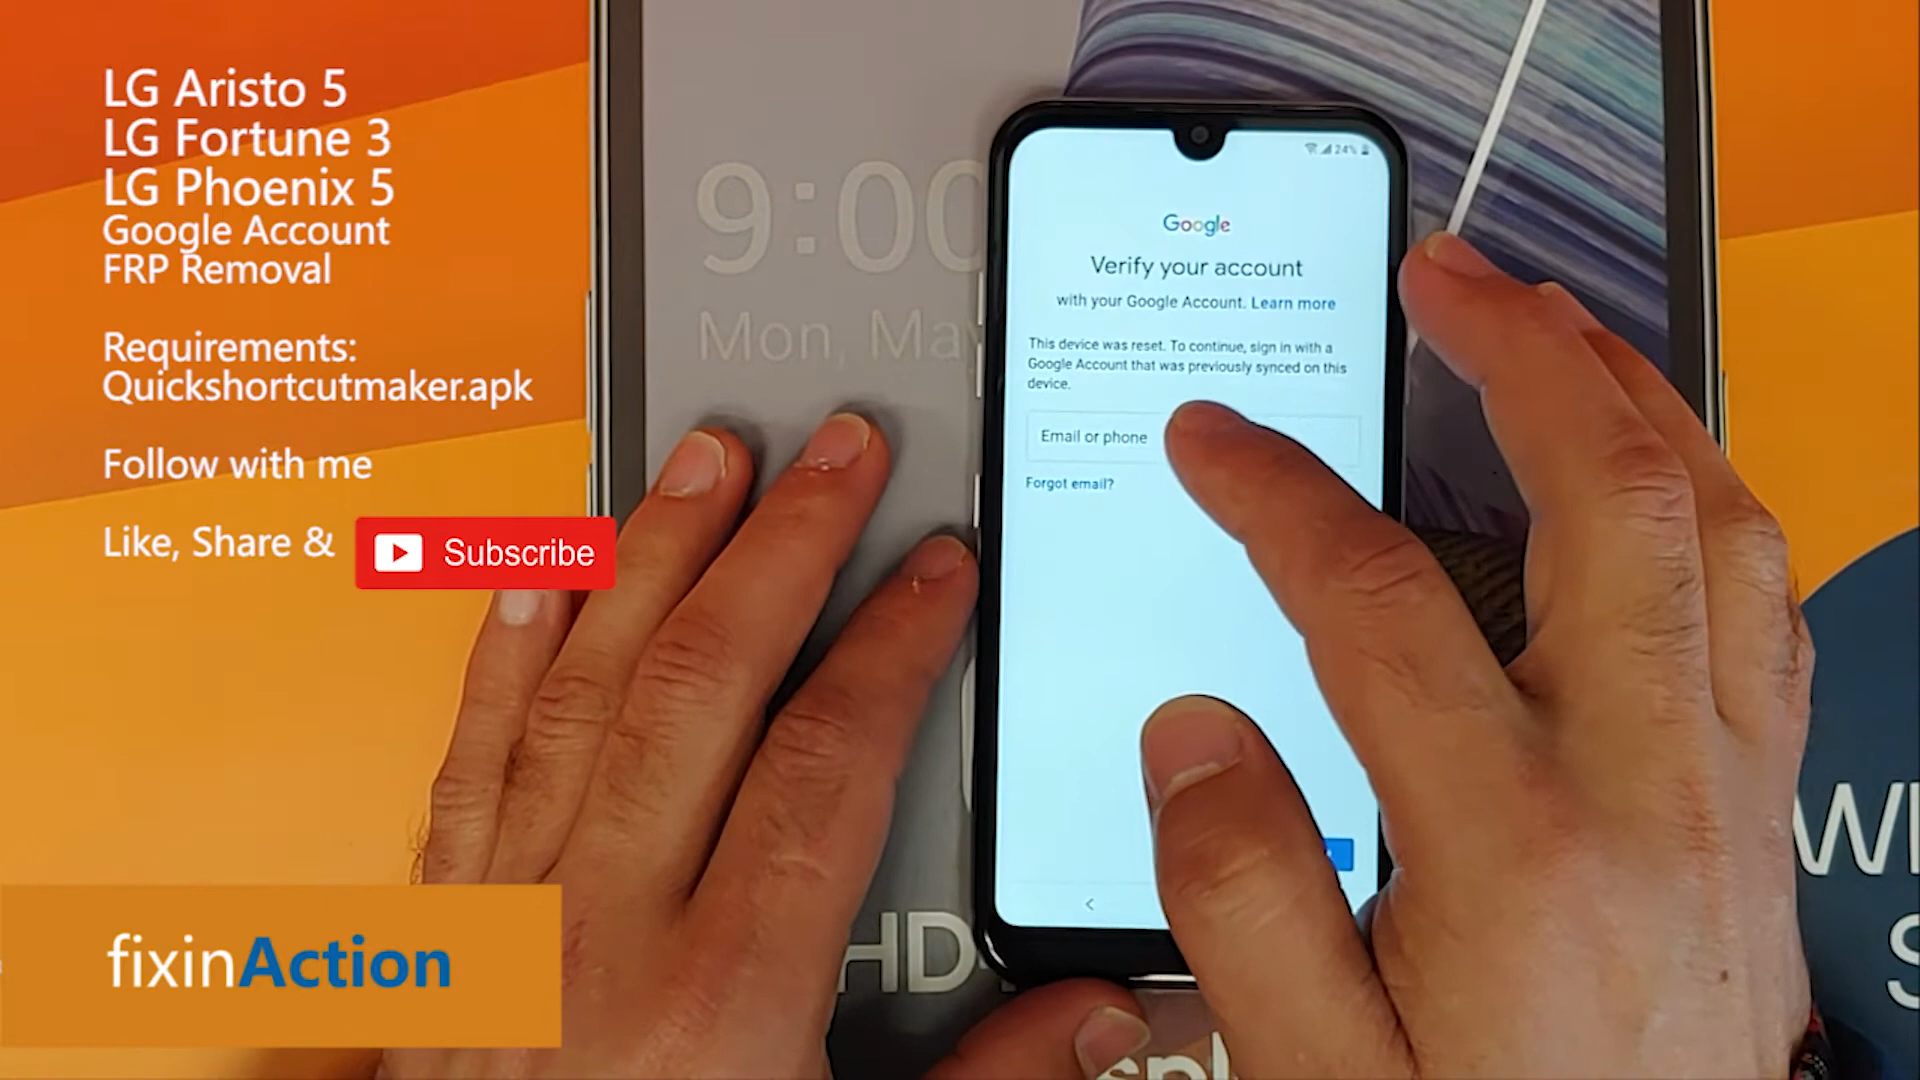 LG Aristo 5
LG Fortune 3
LG Phoenix 5
Google Account
FRP Removal
Requirements:
Quickshortcutmaker.apk
Follow with me
Like, Share &
Subscribe
fixinAction
9:00
Mon, May
24%
Google
Verify your account
with your Google Account. Learn more
This device was reset. To continue, sign in with a
Google Account that was previously synced on this
device.
Email or phone
Forgot email?
HD